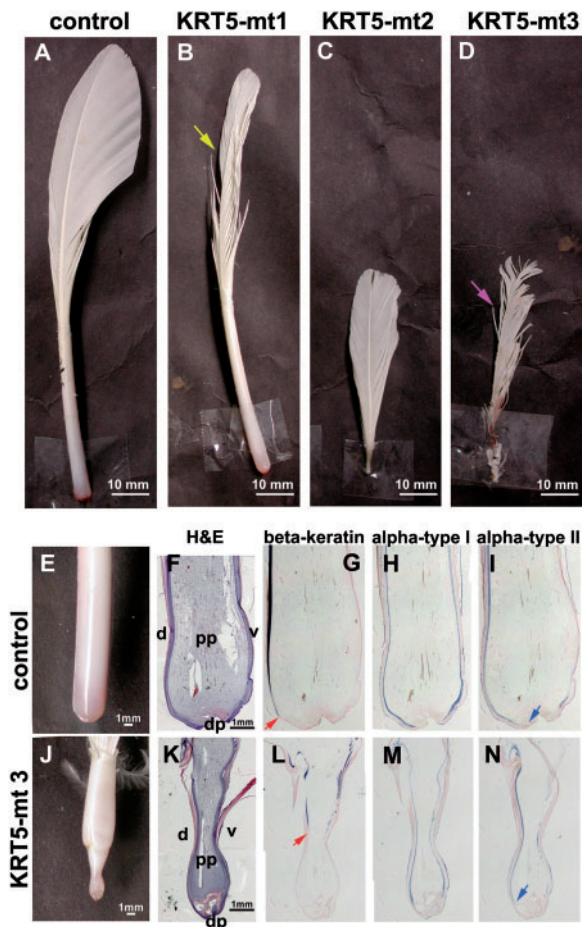 control KRT5-mt1 KRT5-mt2 KRT5-mt3
A B C D
10 mm 10 mm 10 mm 10 mm
H&E beta-keratin alpha-type I alpha-type II
control
E F G H I
d pp v
dp
1mm 1mm
KRT5-mt 3
J K L M N
d v
pp
dp
1mm 1mm